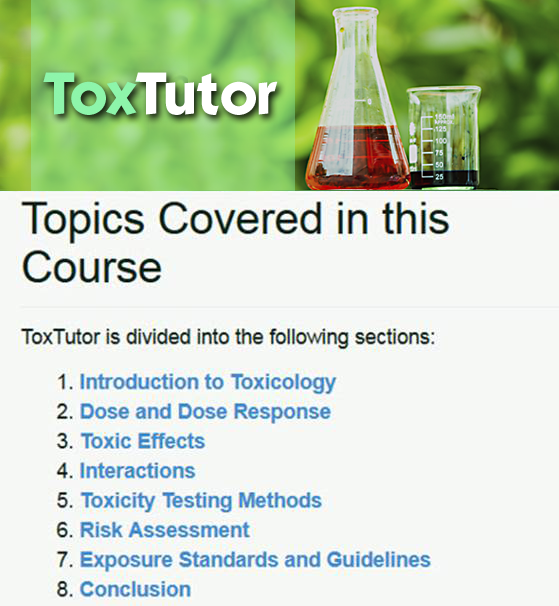 ToxTutor
150ml
125
100
75
50
25
Topics Covered in this
Course
ToxTutor is divided into the following sections:
1. Introduction to Toxicology
2. Dose and Dose Response
3. Toxic Effects
4. Interactions
5. Toxicity Testing Methods
6. Risk Assessment
7. Exposure Standards and Guidelines
8. Conclusion